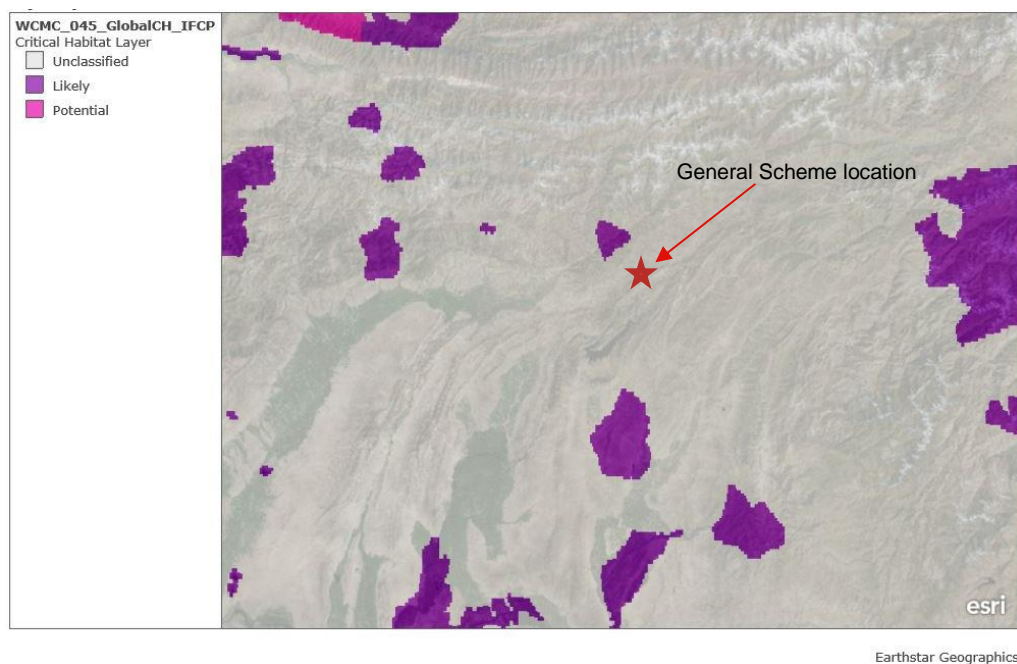 WCMC_045_GlobalCH_IFCP
Critical Habitat Layer
Unclassified
Likely
Potential
General Scheme location
esri
Earthstar Geographics